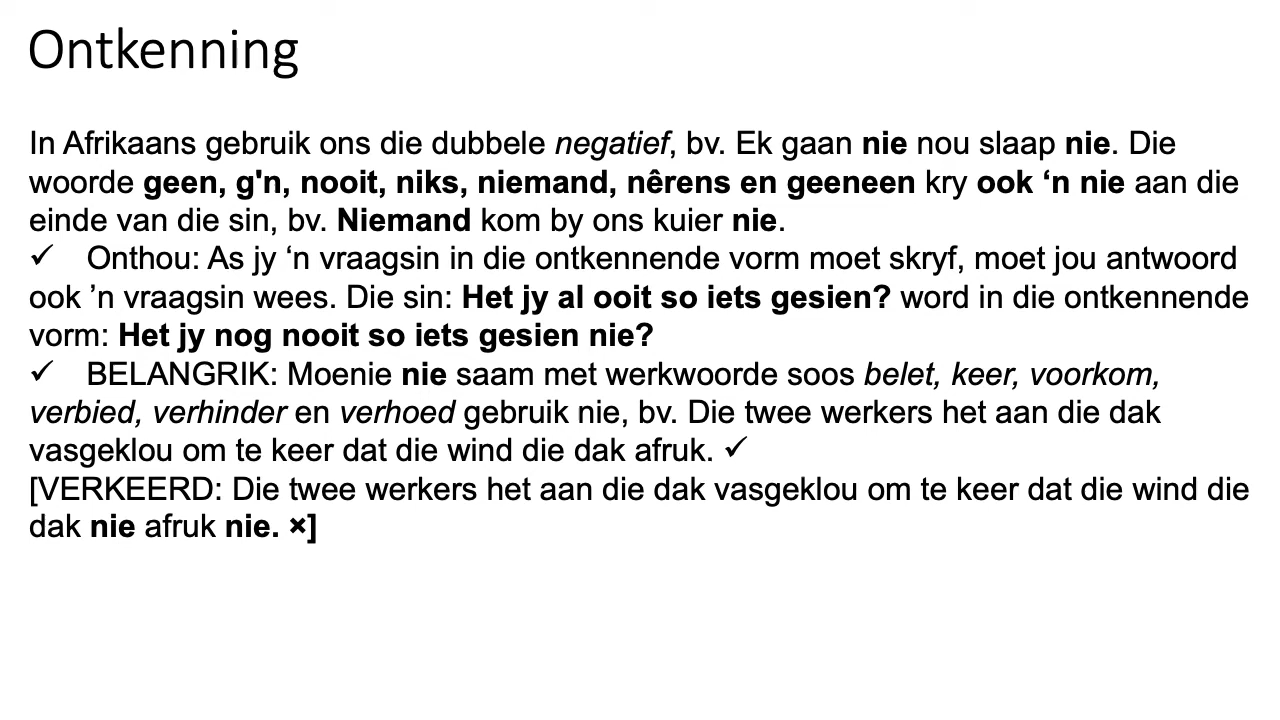 Ontkenning
In Afrikaans gebruik ons die dubbele negatief, bv. Ek gaan nie nou slaap nie. Die
woorde geen, g'n, nooit, niks, niemand, nêrens en geeneen kry ook ‘n nie aan die
einde van die sin, bv. Niemand kom by ons kuier nie.
✓ Onthou: As jy ‘n vraagsin in die ontkennende vorm moet skryf, moet jou antwoord
ook ’n vraagsin wees. Die sin: Het jy al ooit so iets gesien? word in die ontkennende
vorm: Het jy nog nooit so iets gesien nie?
✓ BELANGRIK: Moenie nie saam met werkwoorde soos belet, keer, voorkom,
verbied, verhinder en verhoed gebruik nie, bv. Die twee werkers het aan die dak
vasgeklou om te keer dat die wind die dak afruk. ✓
[VERKEERD: Die twee werkers het aan die dak vasgeklou om te keer dat die wind die
dak nie afruk nie. ×]